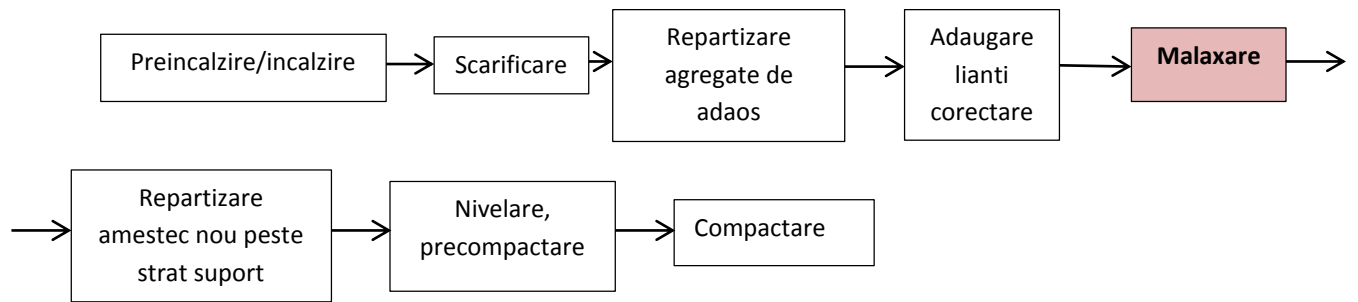 Preincalzire/incalzire
Scarificare
Repartizare
agregate de
adaos
Adaugare
lianti
corectare
Malaxare
Repartizare
amestec nou peste
strat suport
Nivelare,
precompactare
Compactare